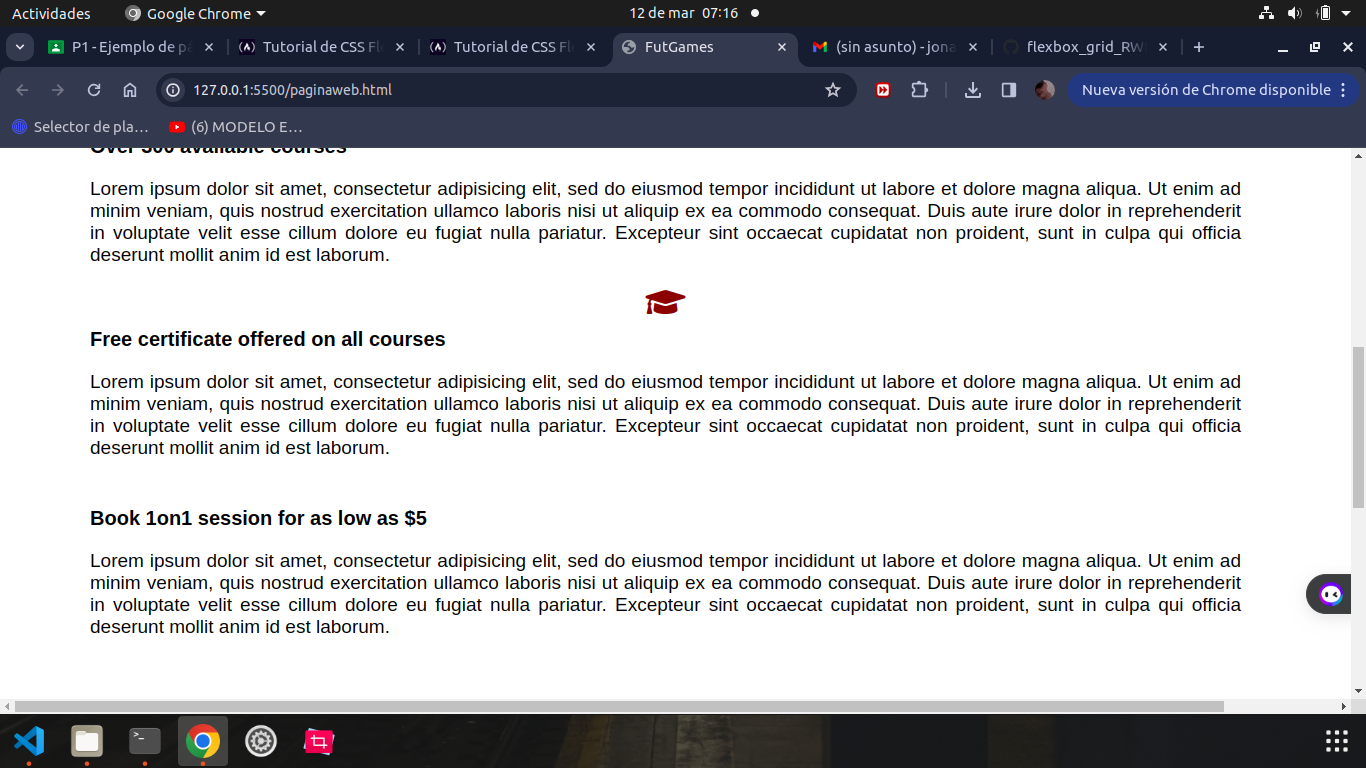 Actividades Google Chrome 12 de mar 07:16
P1 - Ejemplo de pá Tutorial de CSS Fle Tutorial de CSS Fle FutGames (sin asunto) - jona flexbox_grid_RW
127.0.0.1:5500/paginaweb.html Nueva versión de Chrome disponible
Selector de pla… (6) MODELO E…
Over 300 available courses
Lorem ipsum dolor sit amet, consectetur adipisicing elit, sed do eiusmod tempor incididunt ut labore et dolore magna aliqua. Ut enim ad
minim veniam, quis nostrud exercitation ullamco laboris nisi ut aliquip ex ea commodo consequat. Duis aute irure dolor in reprehenderit
in voluptate velit esse cillum dolore eu fugiat nulla pariatur. Excepteur sint occaecat cupidatat non proident, sunt in culpa qui officia
deserunt mollit anim id est laborum.
Free certificate offered on all courses
Lorem ipsum dolor sit amet, consectetur adipisicing elit, sed do eiusmod tempor incididunt ut labore et dolore magna aliqua. Ut enim ad
minim veniam, quis nostrud exercitation ullamco laboris nisi ut aliquip ex ea commodo consequat. Duis aute irure dolor in reprehenderit
in voluptate velit esse cillum dolore eu fugiat nulla pariatur. Excepteur sint occaecat cupidatat non proident, sunt in culpa qui officia
deserunt mollit anim id est laborum.
Book 1on1 session for as low as $5
Lorem ipsum dolor sit amet, consectetur adipisicing elit, sed do eiusmod tempor incididunt ut labore et dolore magna aliqua. Ut enim ad
minim veniam, quis nostrud exercitation ullamco laboris nisi ut aliquip ex ea commodo consequat. Duis aute irure dolor in reprehenderit
in voluptate velit esse cillum dolore eu fugiat nulla pariatur. Excepteur sint occaecat cupidatat non proident, sunt in culpa qui officia
deserunt mollit anim id est laborum.